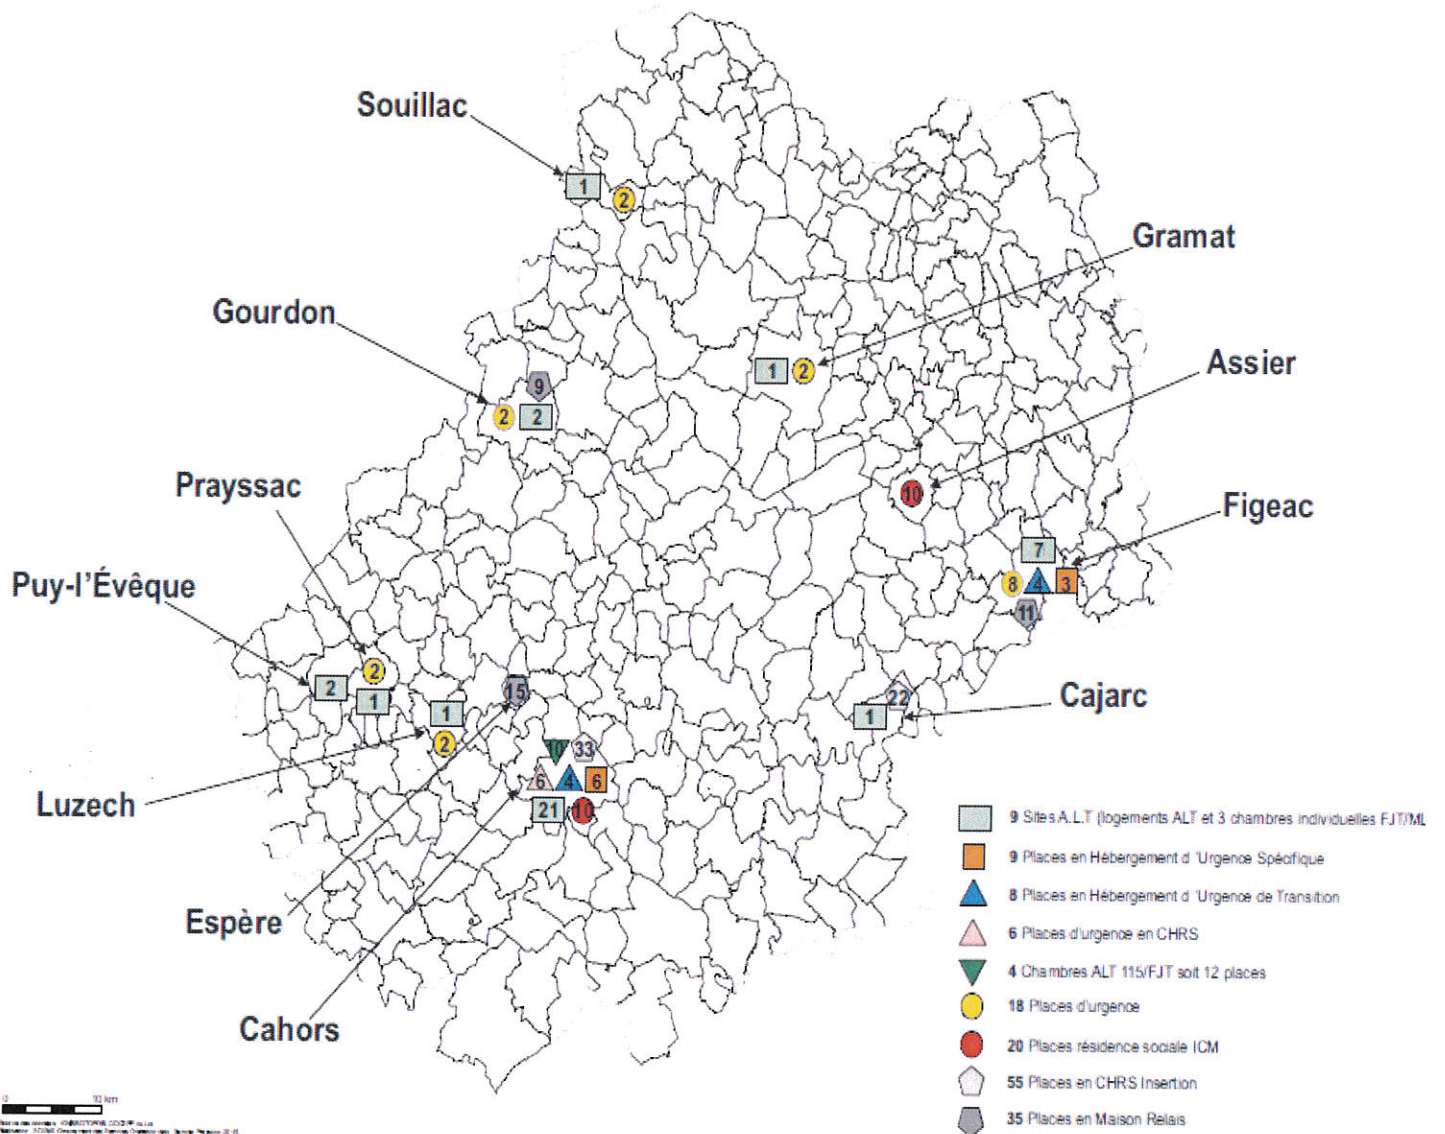 Souillac
1
2
Gramat
Gourdon
1 2
9
2 2
Assier
Prayssac
10
Figeac
7
Puy-l'Évêque
8 4 3
11
2
2
1
1
15
22
1
Cajarc
2
10 33
6 4 6
Luzech
21 10
9 Sites A.L.T (logements ALT et 3 chambres individuelles FJT/ML
9 Places en Hébergement d 'Urgence Spécifique
8 Places en Hébergement d 'Urgence de Transition
Espère
6 Places d'urgence en CHRS
4 Chambres ALT 115/FJT soit 12 places
18 Places d'urgence
Cahors
20 Places résidence sociale ICM
55 Places en CHRS Insertion
35 Places en Maison Relais
0 10 km